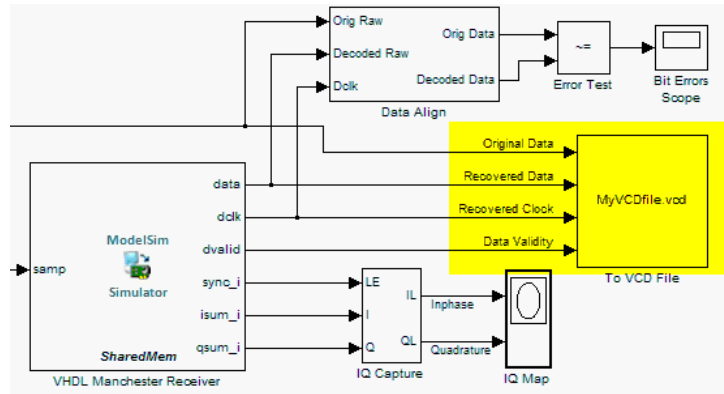 Orig Raw
Orig Data
Decoded Raw
~=
Decoded Data
Dclk
Error Test
Bit Errors
Scope
Data Align
Original Data
data
Recovered Data
MyVCDfile.vcd
dclk
Recovered Clock
ModelSim
dvalid
Data Validity
samp
To VCD File
sync_i
LE
IL
Simulator
Inphase
isum_i
I
QL
SharedMem
qsum_i
Q
Quadrature
VHDL Manchester Receiver
IQ Capture
IQ Map